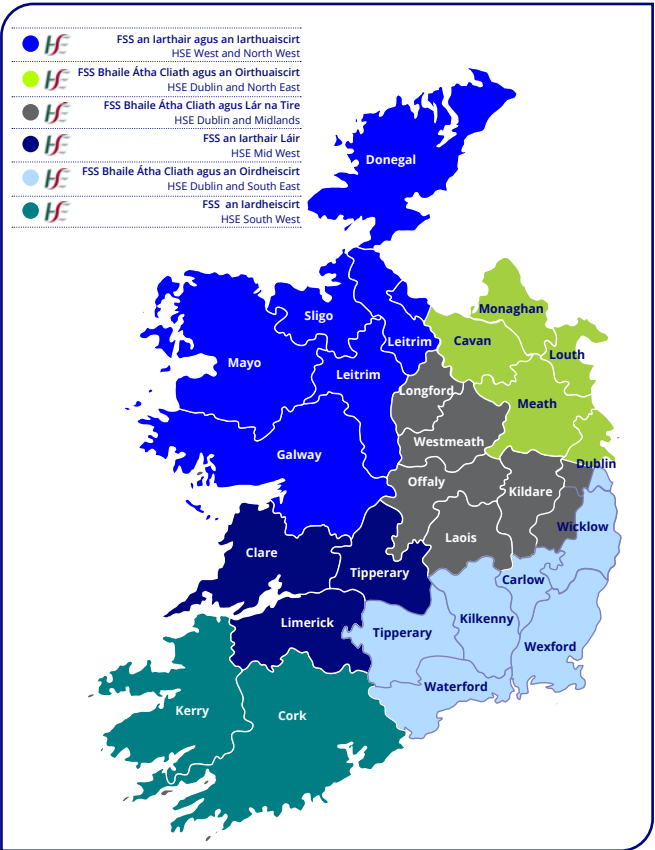 FSS an Iarthair agus an Iarthuaiscirt
HSE West and North West
FSS Bhaile Átha Cliath agus an Oirthuaiscirt
HSE Dublin and North East
FSS Bhaile Átha Cliath agus Lár na Tire
HSE Dublin and Midlands
FSS an Iarthair Láir
HSE Mid West
FSS Bhaile Átha Cliath agus an Oirdheiscirt
HSE Dublin and South East
FSS an Iardheiscirt
HSE South West
Donegal
Monaghan
Sligo
Leitrim
Cavan
Louth
Mayo
Leitrim
Longford
Meath
Westmeath
Galway
Dublin
Offaly
Kildare
Wicklow
Laois
Clare
Tipperary
Carlow
Limerick
Kilkenny
Tipperary
Wexford
Waterford
Kerry
Cork